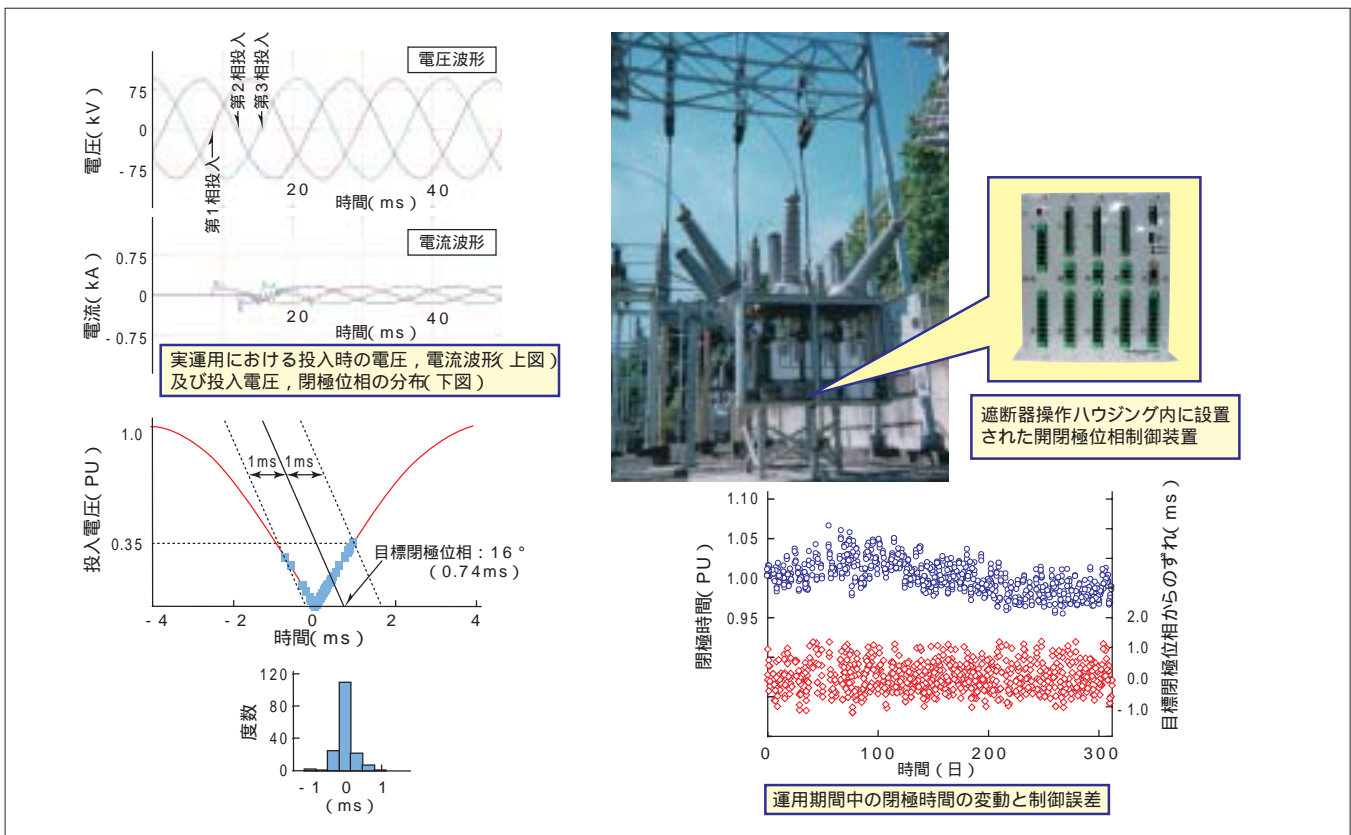 電圧波形
第1相投入
第2相投入
第3相投入
電圧(kV)
75
0
-75
20
40
時間(ms)
電流波形
電流(kA)
0.75
0
-0.75
20
40
時間(ms)
実運用における投入時の電圧,電流波形(上図)
及び投入電圧,閉極位相の分布(下図)
投入電圧(PU)
1.0
0.35
1ms
1ms
目標閉極位相:16°
(0.74ms)
-4
-2
0
2
4
時間(ms)
度数
120
80
40
0
-1
0
1
(ms)
遮断器操作ハウジング内に設置
された開閉極位相制御装置
閉極時間(PU)
1.10
1.05
1.00
0.95
目標閉極位相からのずれ(ms)
2.0
1.0
0.0
-1.0
0
100
200
300
時間(日)
運用期間中の閉極時間の変動と制御誤差